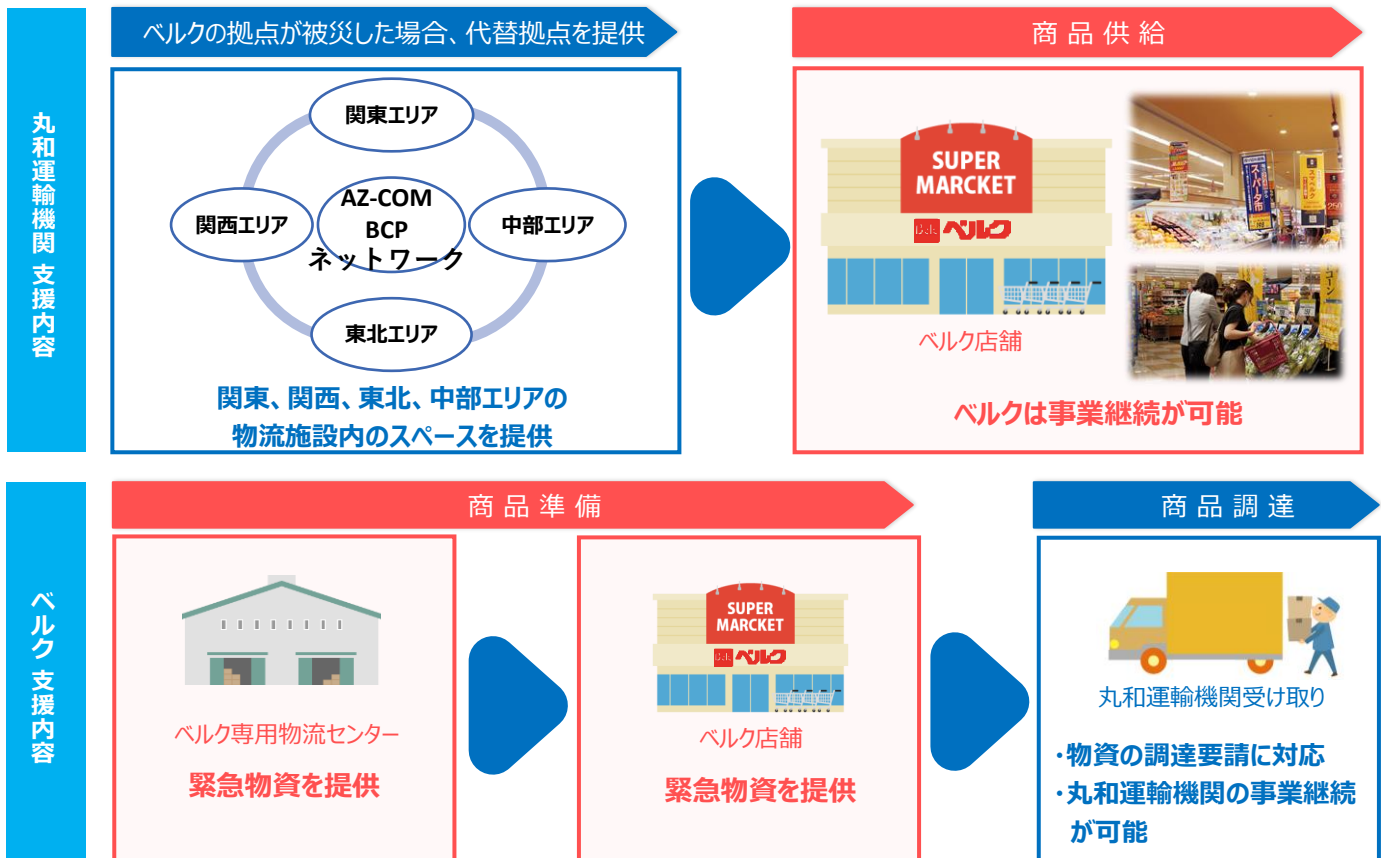 丸和運輸機関 支援内容
ベルクの拠点が被災した場合、代替拠点を提供
関東エリア
関西エリア
AZ-COM
BCP
ネットワーク
中部エリア
東北エリア
関東、関西、東北、中部エリアの
物流施設内のスペースを提供
商品供給
SUPER
MARCKET
ベルク
スーパー夕市
ベルク店舗
ベルクは事業継続が可能
ベルク 支援内容
商品準備
ベルク専用物流センター
緊急物資を提供
SUPER
MARCKET
ベルク
ベルク店舗
緊急物資を提供
商品調達
丸和運輸機関受け取り
・物資の調達要請に対応
・丸和運輸機関の事業継続
が可能